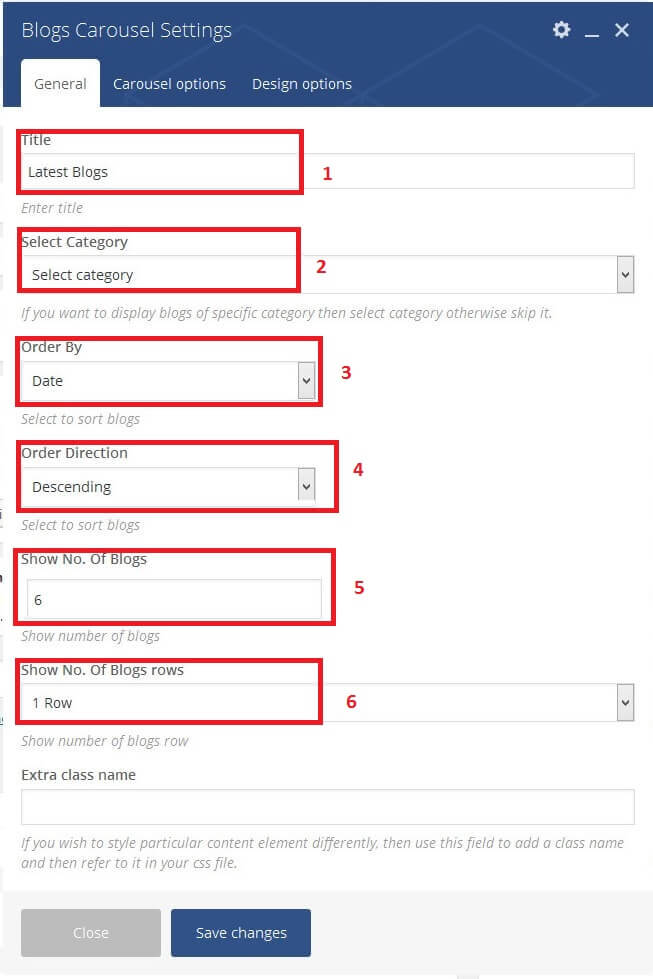 Blogs Carousel Settings
General Carousel options Design options
Title
Latest Blogs
1
Enter title
Select Category
Select category
2
If you want to display blogs of specific category then select category otherwise skip it.
Order By
Date
3
Select to sort blogs
Order Direction
Descending
4
Select to sort blogs
Show No. Of Blogs
6
5
Show number of blogs
Show No. Of Blogs rows
1 Row
6
Show number of blogs row
Extra class name
If you wish to style particular content element differently, then use this field to add a class name
and then refer to it in your css file.
Close Save changes